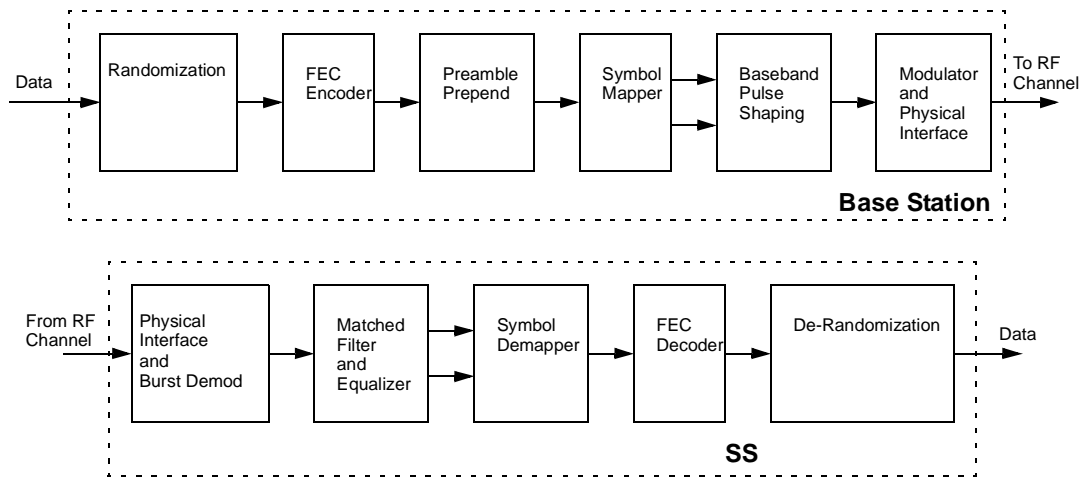 Data
Randomization
FEC
Encoder
Preamble
Prepend
Symbol
Mapper
Baseband
Pulse
Shaping
Modulator
and
Physical
Interface
To RF
Channel
Base Station
From RF
Channel
Physical
Interface
and
Burst Demod
Matched
Filter
and
Equalizer
Symbol
Demapper
FEC
Decoder
De-Randomization
Data
SS